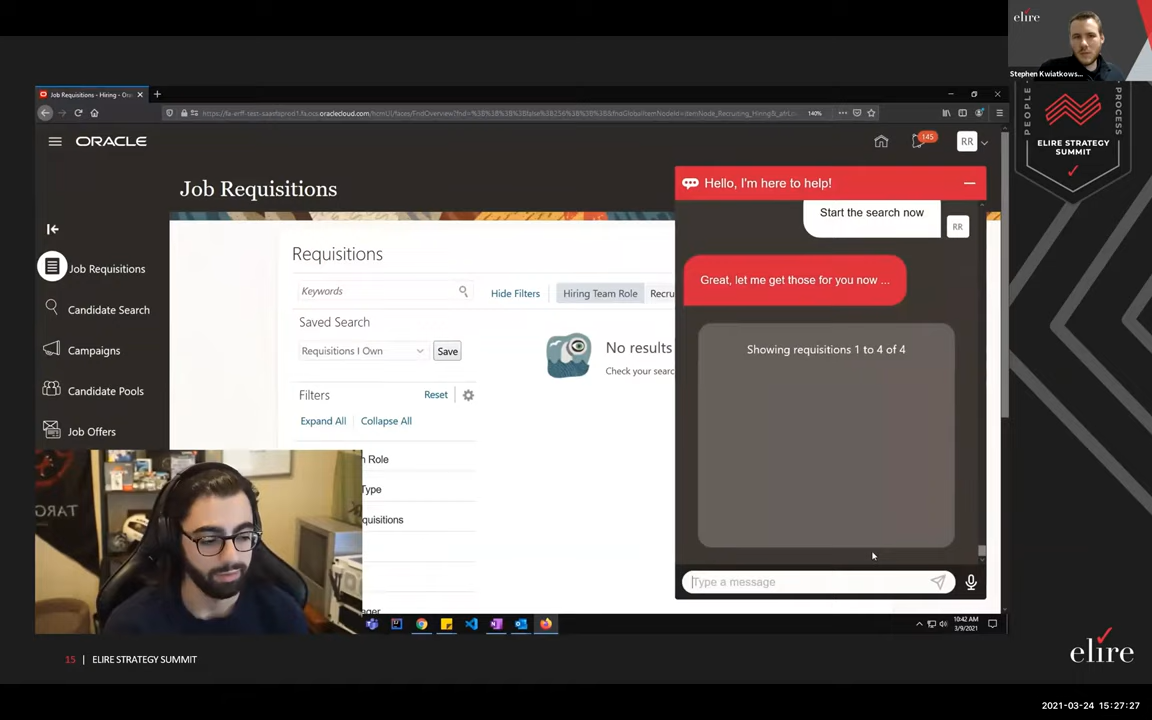 elire
Stephen Kwiatkows...
PEOPLE
PROCESS
ELIRE STRATEGY
SUMMIT
Job Requisitions - Hiring - Ora
140%
ORACLE
145
RR
Job Requisitions
Hello, I'm here to help!
Start the search now
RR
Great, let me get those for you now ...
Showing requisitions 1 to 4 of 4
Type a message
Job Requisitions
Candidate Search
Campaigns
Candidate Pools
Job Offers
Requisitions
Keywords
Hide Filters
Hiring Team Role
Recru
Saved Search
Requisitions I Own
Save
No results
Check your searc
Filters
Reset
Expand All
Collapse All
Role
Type
quisitions
ager
TARG
10:42 AM
3/9/2021
15 | ELIRE STRATEGY SUMMIT
elire
2021-03-24 15:27:27